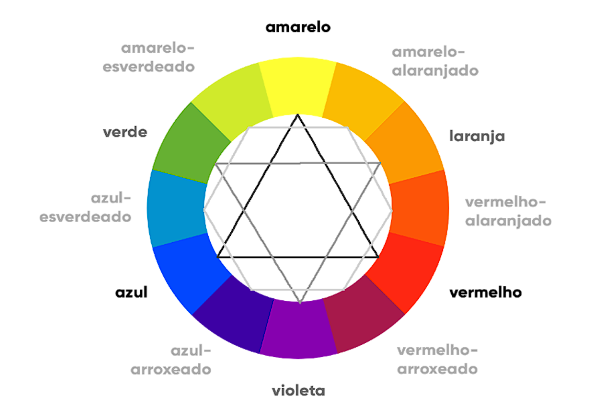 amarelo
amarelo-
esverdeado
amarelo-
alaranjado
verde
laranja
azul-
esverdeado
vermelho-
alaranjado
azul
vermelho
azul-
arroxeado
vermelho-
arroxeado
violeta